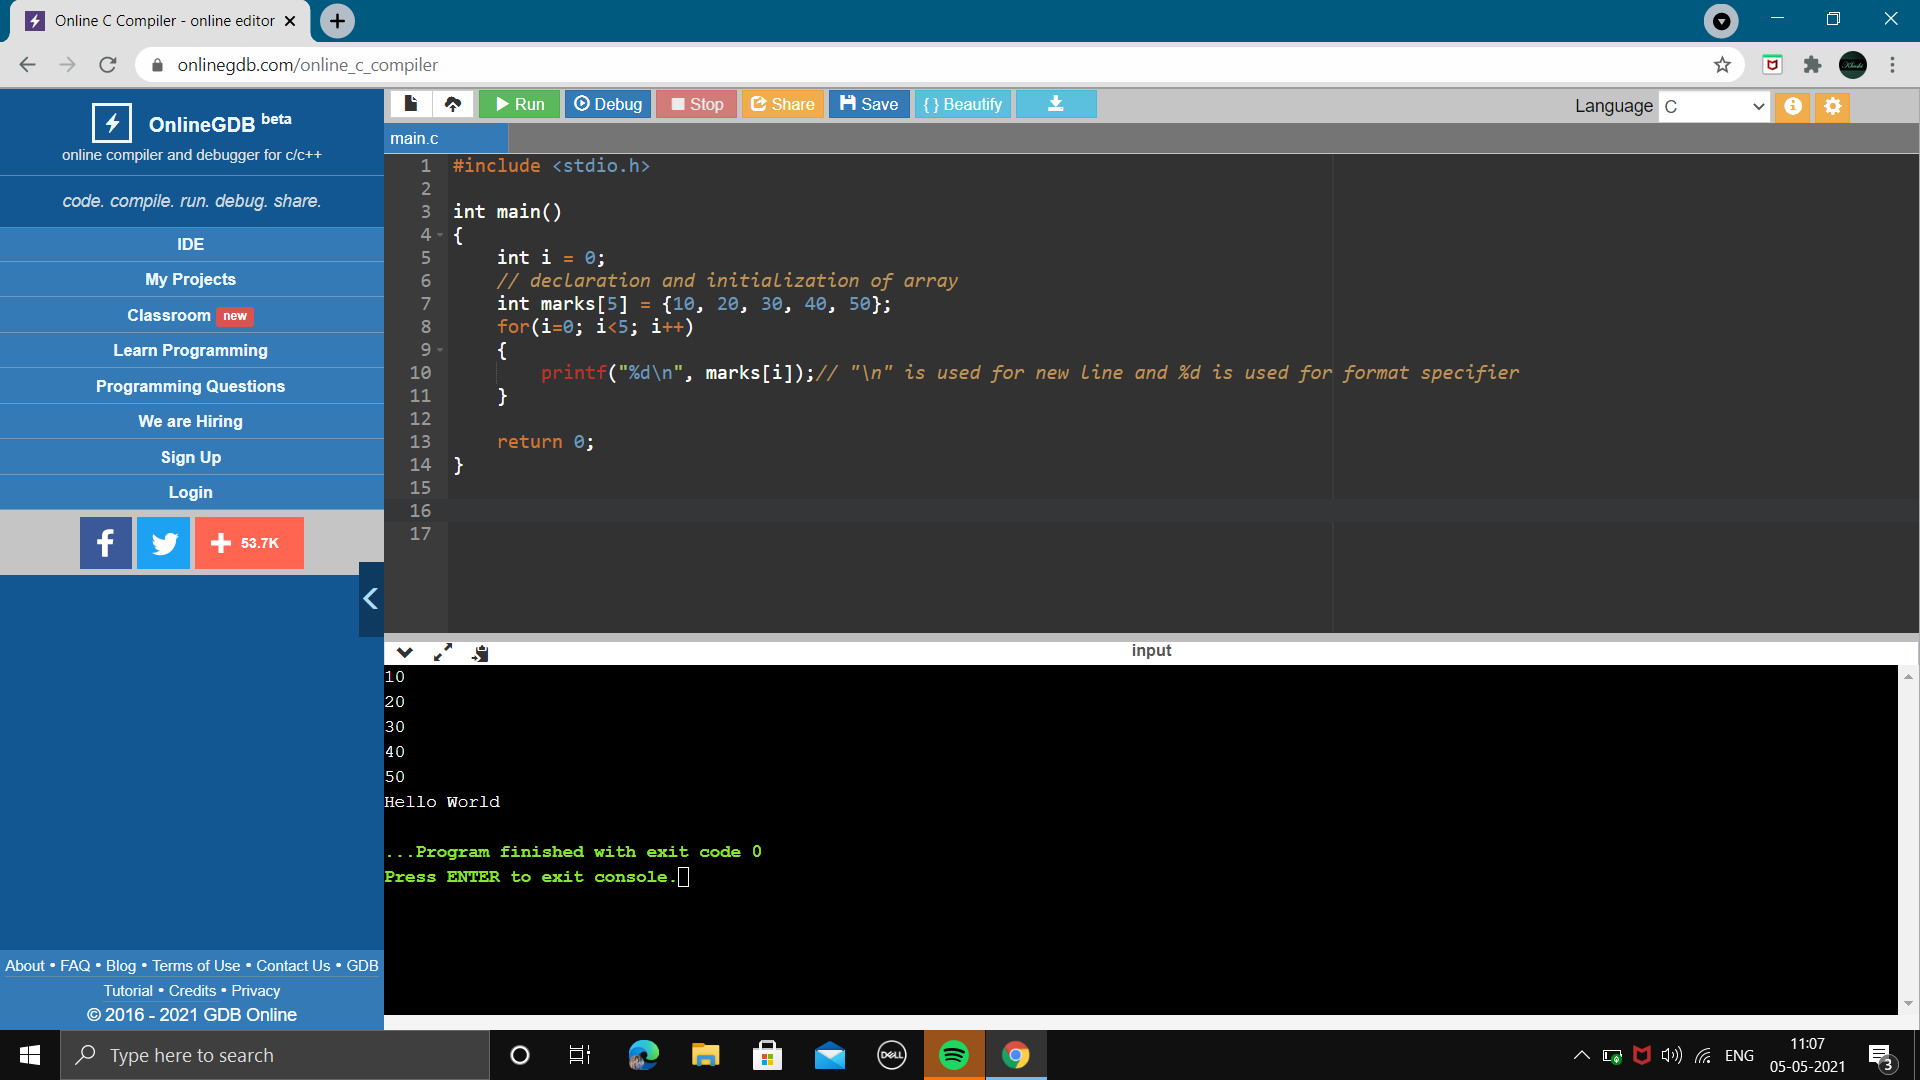 Online C Compiler - online editor
onlinegdb.com/online_c_compiler
OnlineGDB beta
online compiler and debugger for c/c++
code. compile. run. debug. share.
IDE
My Projects
Classroom new
Learn Programming
Programming Questions
We are Hiring
Sign Up
Login
53.7K
About • FAQ • Blog • Terms of Use • Contact Us • GDB
Tutorial • Credits • Privacy
© 2016 - 2021 GDB Online
Run Debug Stop Share Save { } Beautify
Language C
main.c
1 #include <stdio.h>
2
3 int main()
4 {
5 int i = 0;
6 // declaration and initialization of array
7 int marks[5] = {10, 20, 30, 40, 50};
8 for(i=0; i<5; i++)
9 {
10 printf("%d\n", marks[i]);// "\n" is used for new line and %d is used for format specifier
11 }
12
13 return 0;
14 }
15
16
17
input
10
20
30
40
50
Hello World
...Program finished with exit code 0
Press ENTER to exit console.
Type here to search
DELL
ENG
11:07
05-05-2021
3